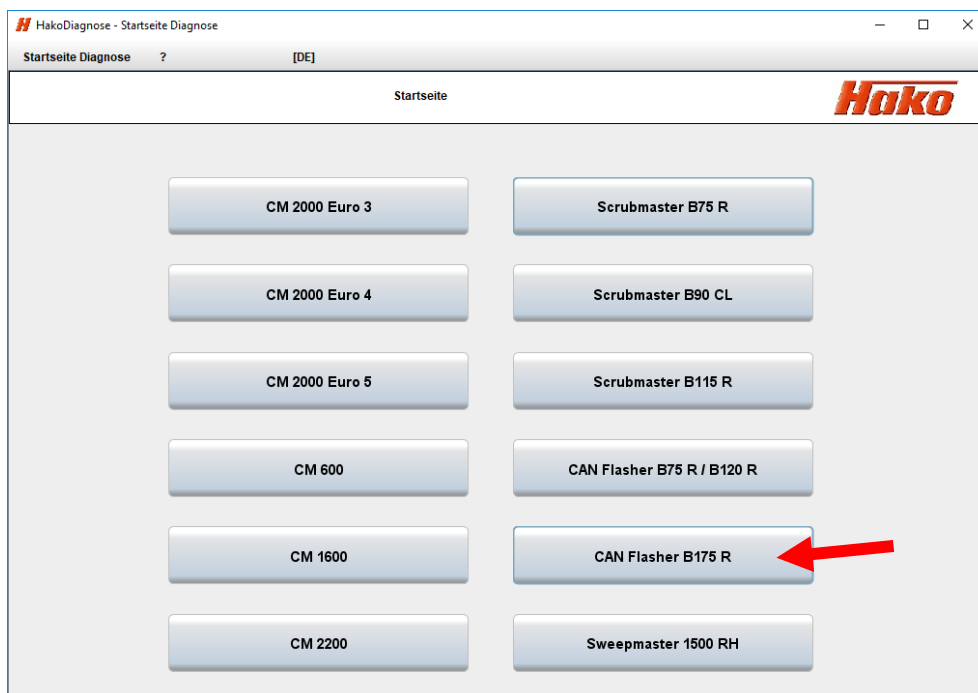 HakoDiagnose - Startseite Diagnose
Startseite Diagnose ? [DE]
Startseite
Hako
CM 2000 Euro 3
Scrubmaster B75 R
CM 2000 Euro 4
Scrubmaster B90 CL
CM 2000 Euro 5
Scrubmaster B115 R
CM 600
CAN Flasher B75 R / B120 R
CM 1600
CAN Flasher B175 R
CM 2200
Sweepmaster 1500 RH